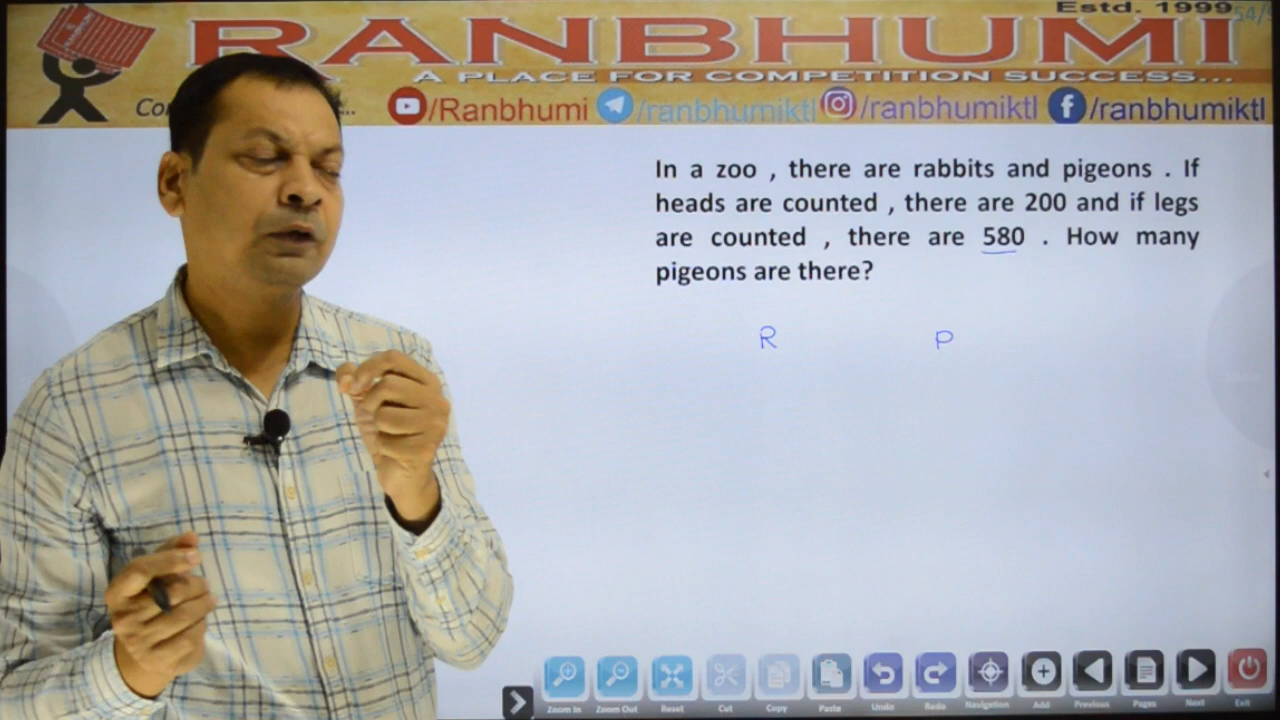 Estd. 1999
RANBHUMI
A PLACE FOR COMPETITION SUCCESS...
/Ranbhumi /ranbhumiktl /ranbhumiktl /ranbhumiktl
In a zoo , there are rabbits and pigeons . If
heads are counted , there are 200 and if legs
are counted , there are 580 . How many
pigeons are there?
R P
Zoom In Zoom Out Reset Cut Copy Paste Undo Redo Navigation Add Previous Pages Next Exit